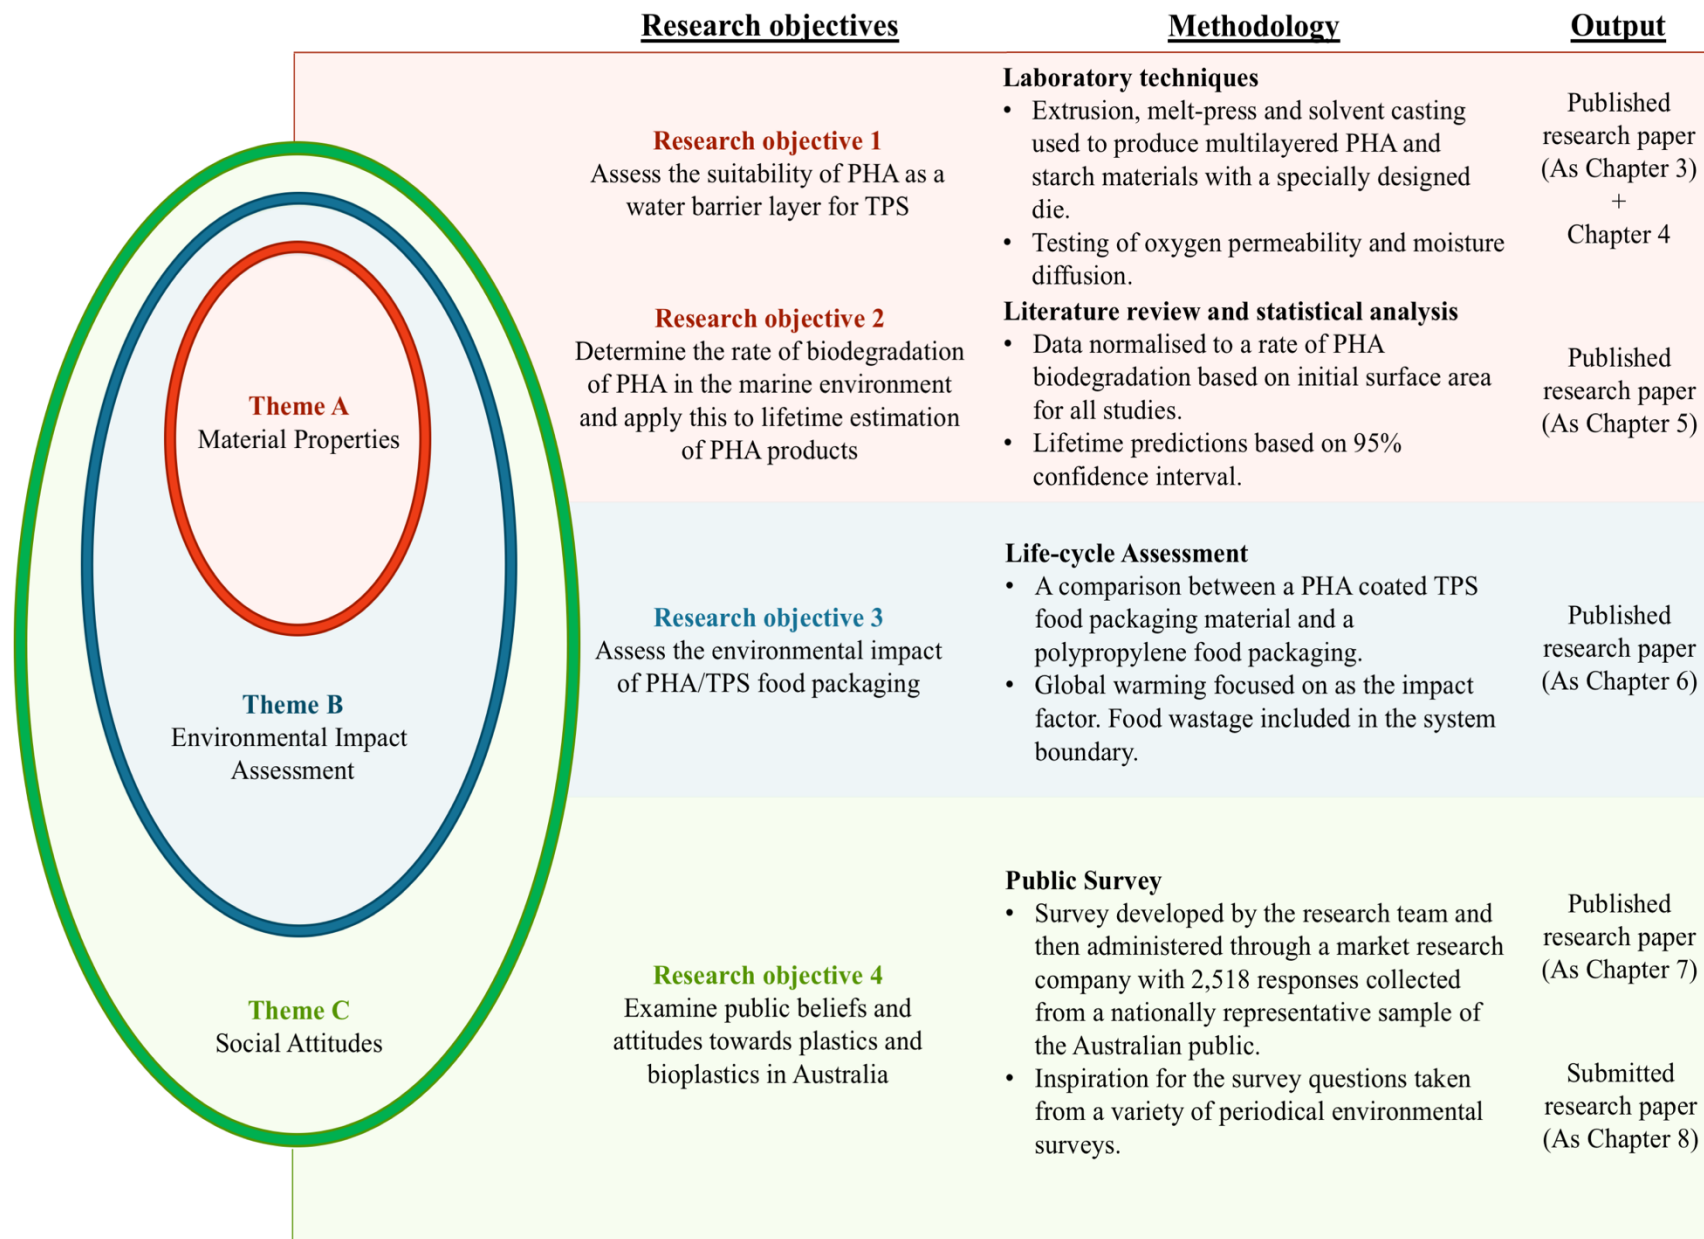 Research objectives
Methodology
Output
Theme A
Material Properties
Theme B
Environmental Impact
Assessment
Theme C
Social Attitudes
Research objective 1
Assess the suitability of PHA as a
water barrier layer for TPS
Laboratory techniques
• Extrusion, melt-press and solvent casting
used to produce multilayered PHA and
starch materials with a specially designed
die.
• Testing of oxygen permeability and moisture
diffusion.
Published
research paper
(As Chapter 3)
+
Chapter 4
Research objective 2
Determine the rate of biodegradation
of PHA in the marine environment
and apply this to lifetime estimation
of PHA products
Literature review and statistical analysis
• Data normalised to a rate of PHA
biodegradation based on initial surface area
for all studies.
• Lifetime predictions based on 95%
confidence interval.
Published
research paper
(As Chapter 5)
Research objective 3
Assess the environmental impact
of PHA/TPS food packaging
Life-cycle Assessment
• A comparison between a PHA coated TPS
food packaging material and a
polypropylene food packaging.
• Global warming focused on as the impact
factor. Food wastage included in the system
boundary.
Published
research paper
(As Chapter 6)
Research objective 4
Examine public beliefs and
attitudes towards plastics and
bioplastics in Australia
Public Survey
• Survey developed by the research team and
then administered through a market research
company with 2,518 responses collected
from a nationally representative sample of
the Australian public.
• Inspiration for the survey questions taken
from a variety of periodical environmental
surveys.
Published
research paper
(As Chapter 7)
Submitted
research paper
(As Chapter 8)